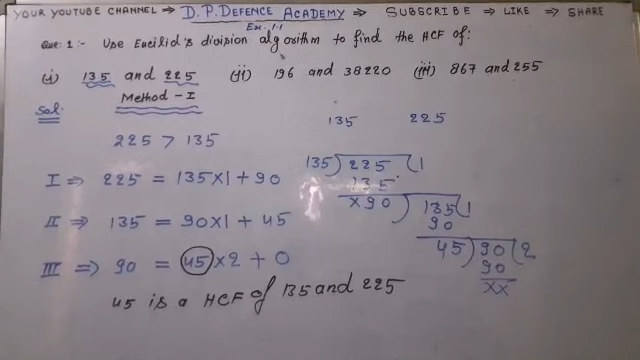 YOUR YOUTUBE CHANNEL ⇒ D.P. DEFENCE ACADEMY ⇒ SUBSCRIBE ⇒ LIKE ⇒ SHARE
Ex. 1.1
Que: 1 :- Use Euclid's division algorithm to find the HCF of:
(i) 135 and 225 (ii) 196 and 38220 (iii) 867 and 255
Sol: Method - I
135 225
225 > 135
135) 225 (1
I ⇒ 225 = 135×1 + 90
135
×90) 135 (1
II ⇒ 135 = 90×1 + 45
90
45) 90 (2
III ⇒ 90 = 45×2 + 0
90
××
45 is a HCF of 135 and 225